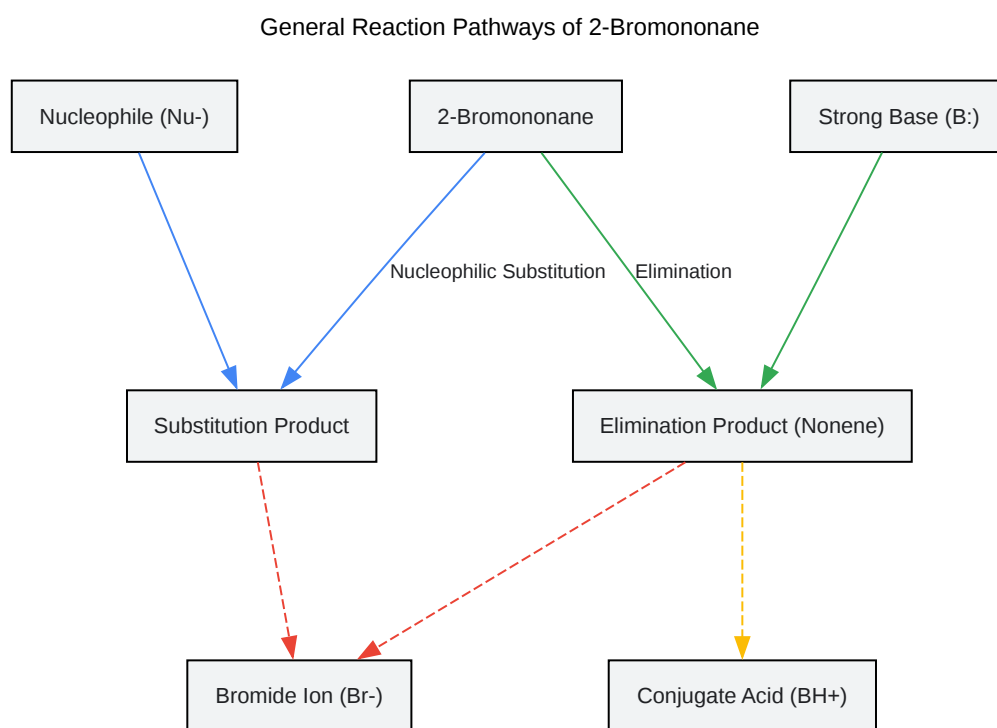 General Reaction Pathways of 2-Bromononane
Nucleophile (Nu-)
2-Bromononane
Strong Base (B:)
Nucleophilic Substitution
Elimination
Substitution Product
Elimination Product (Nonene)
Bromide Ion (Br-)
Conjugate Acid (BH+)